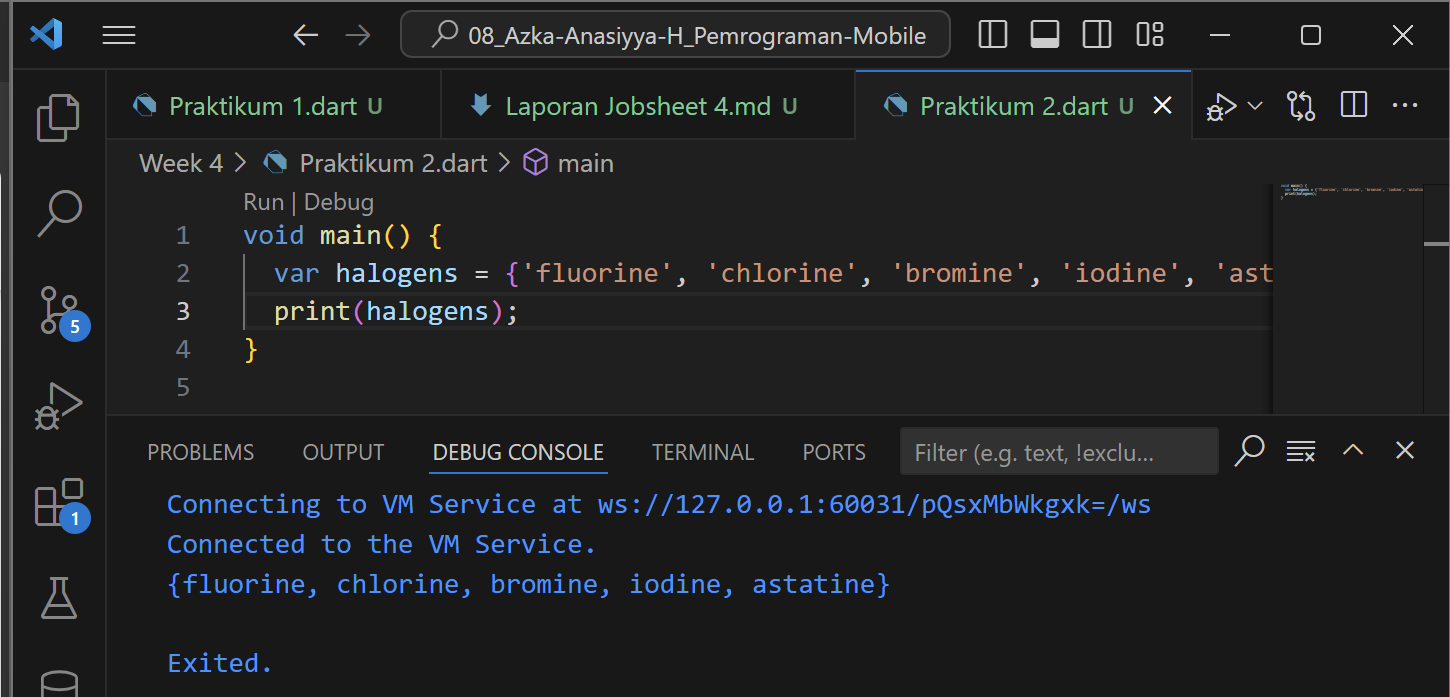 08_Azka-Anasiyya-H_Pemrograman-Mobile
Praktikum 1.dart U
Laporan Jobsheet 4.md U
Praktikum 2.dart U
Week 4 > Praktikum 2.dart > main
Run | Debug
1 void main() {
2 var halogens = {'fluorine', 'chlorine', 'bromine', 'iodine', 'ast
3 print(halogens);
4 }
5
5
1
PROBLEMS OUTPUT DEBUG CONSOLE TERMINAL PORTS Filter (e.g. text, !exclu...
Connecting to VM Service at ws://127.0.0.1:60031/pQsxMbWkgxk=/ws
Connected to the VM Service.
{fluorine, chlorine, bromine, iodine, astatine}
Exited.